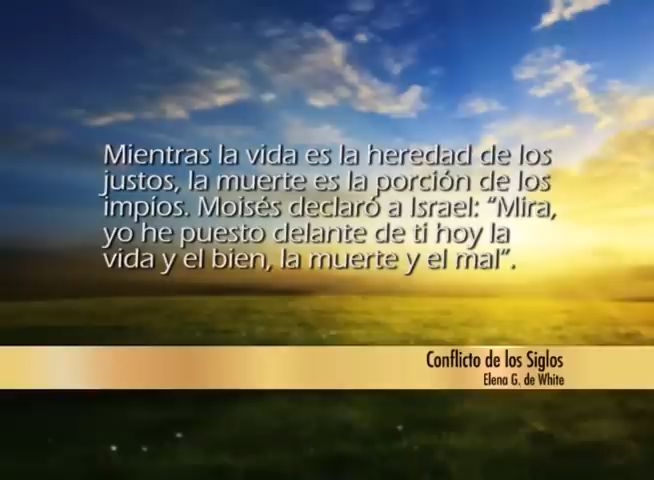 Mientras la vida es la heredad de los
justos, la muerte es la porción de los
impíos. Moisés declaró a Israel: “Mira,
yo he puesto delante de ti hoy la
vida y el bien, la muerte y el mal”.
Conflicto de los Siglos
Elena G. de White